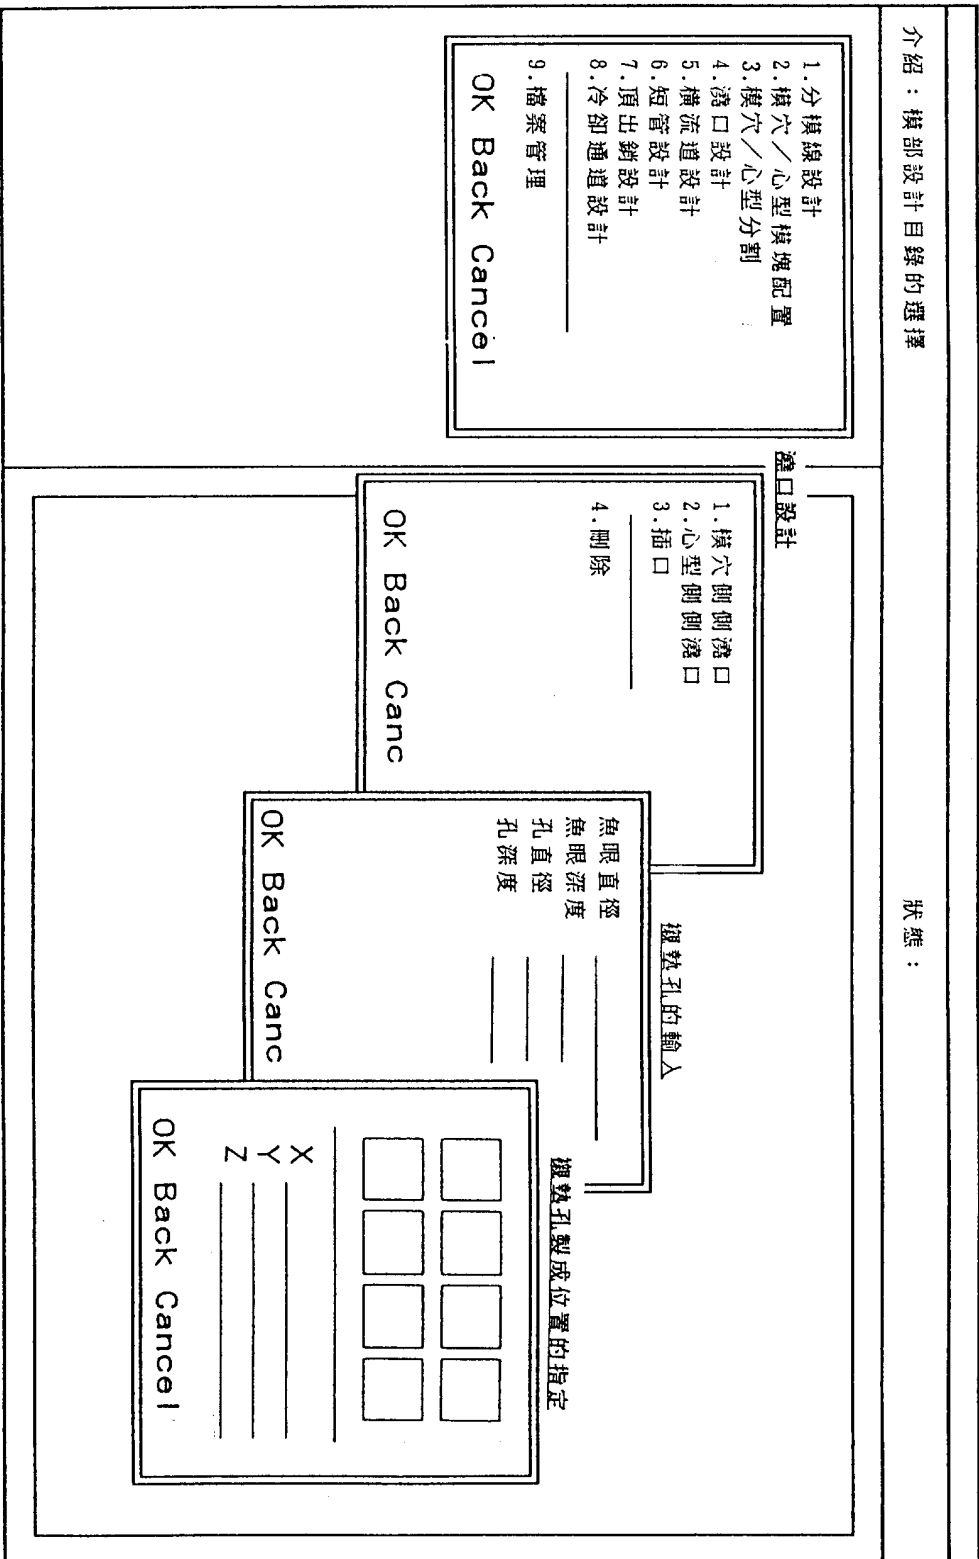 介紹：模部設計目錄的選擇
狀態：
1.分模線設計
2.模穴／心型模塊配置
3.模穴／心型分割
4.澆口設計
5.橫流道設計
6.短管設計
7.頂出銷設計
8.冷卻通道設計
9.檔案管理
OK Back Cancel
澆口設計
1.模穴側側澆口
2.心型側側澆口
3.插口
4.刪除
OK Back Canc
襯墊孔的輸入
魚眼直徑
魚眼深度
孔直徑
孔深度
OK Back Canc
襯墊孔製成位置的指定
X
Y
Z
OK Back Cancel